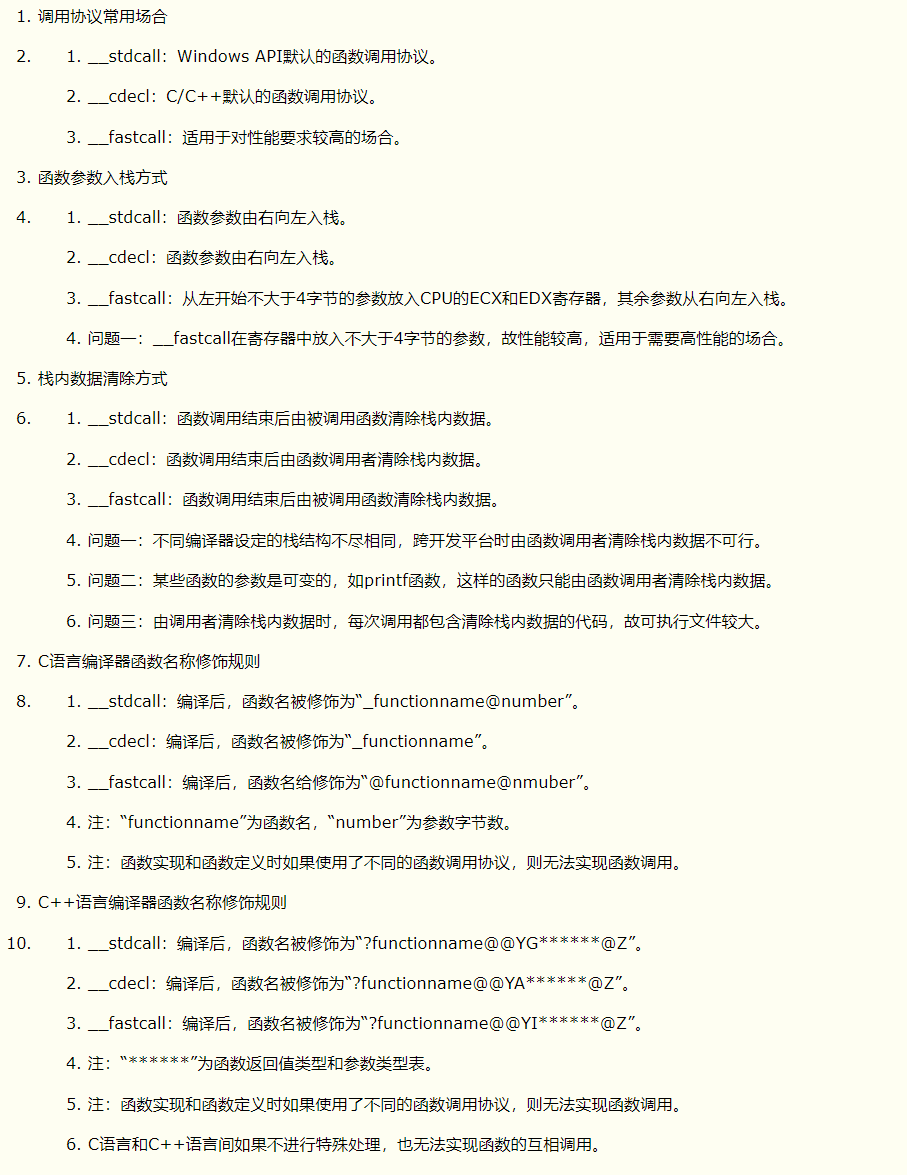 1. 调用协议常用场合
2. 1. __stdcall：Windows API默认的函数调用协议。
2. __cdecl：C/C++默认的函数调用协议。
3. __fastcall：适用于对性能要求较高的场合。
3. 函数参数入栈方式
4. 1. __stdcall：函数参数由右向左入栈。
2. __cdecl：函数参数由右向左入栈。
3. __fastcall：从左开始不大于4字节的参数放入CPU的ECX和EDX寄存器，其余参数从右向左入栈。
4. 问题一：__fastcall在寄存器中放入不大于4字节的参数，故性能较高，适用于需要高性能的场合。
5. 栈内数据清除方式
6. 1. __stdcall：函数调用结束后由被调用函数清除栈内数据。
2. __cdecl：函数调用结束后由函数调用者清除栈内数据。
3. __fastcall：函数调用结束后由被调用函数清除栈内数据。
4. 问题一：不同编译器设定的栈结构不尽相同，跨开发平台时由函数调用者清除栈内数据不可行。
5. 问题二：某些函数的参数是可变的，如printf函数，这样的函数只能由函数调用者清除栈内数据。
6. 问题三：由调用者清除栈内数据时，每次调用都包含清除栈内数据的代码，故可执行文件较大。
7. C语言编译器函数名称修饰规则
8. 1. __stdcall：编译后，函数名被修饰为“_functionname@number”。
2. __cdecl：编译后，函数名被修饰为“_functionname”。
3. __fastcall：编译后，函数名给修饰为“@functionname@nmuber”。
4. 注：“functionname”为函数名，“number”为参数字节数。
5. 注：函数实现和函数定义时如果使用了不同的函数调用协议，则无法实现函数调用。
9. C++语言编译器函数名称修饰规则
10. 1. __stdcall：编译后，函数名被修饰为“?functionname@@YG******@Z”。
2. __cdecl：编译后，函数名被修饰为“?functionname@@YA******@Z”。
3. __fastcall：编译后，函数名被修饰为“?functionname@@YI******@Z”。
4. 注：“******”为函数返回值类型和参数类型表。
5. 注：函数实现和函数定义时如果使用了不同的函数调用协议，则无法实现函数调用。
6. C语言和C++语言间如果不进行特殊处理，也无法实现函数的互相调用。